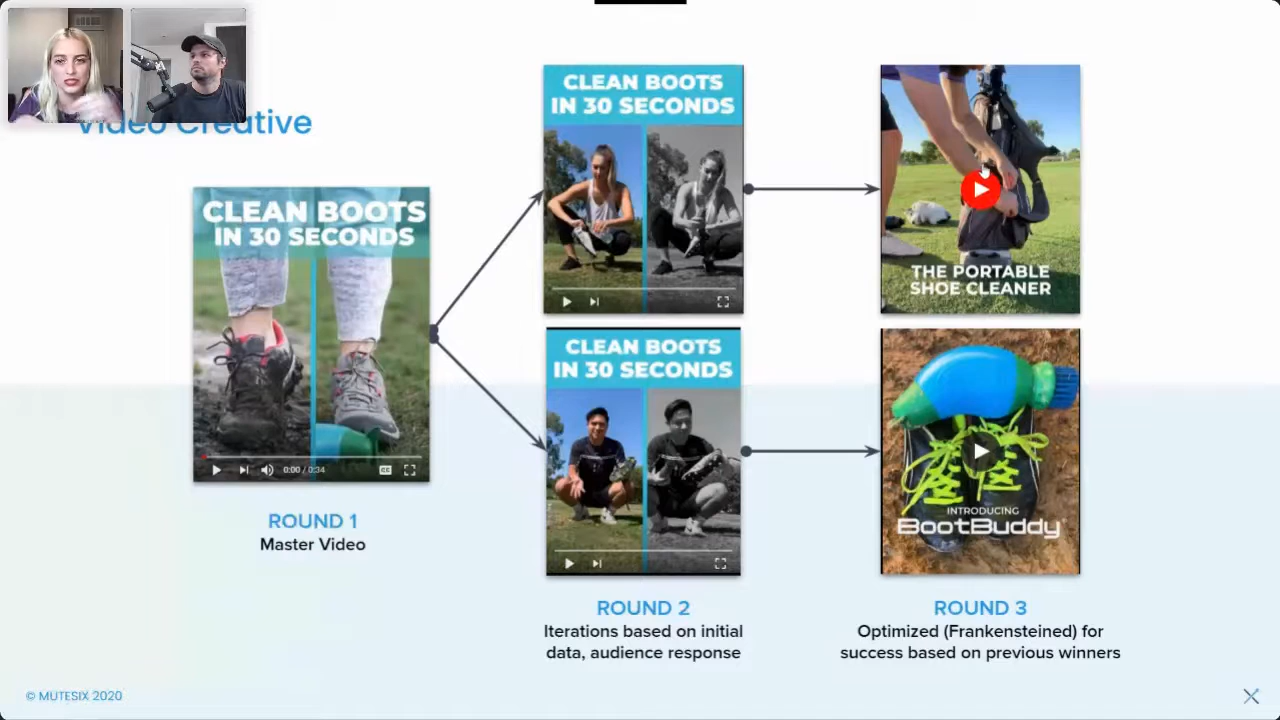 Video Creative
CLEAN BOOTS
IN 30 SECONDS
0:00 / 0:34
CC
ROUND 1
Master Video
CLEAN BOOTS
IN 30 SECONDS
CLEAN BOOTS
IN 30 SECONDS
ROUND 2
Iterations based on initial
data, audience response
THE PORTABLE
SHOE CLEANER
INTRODUCING
BootBuddy®
ROUND 3
Optimized (Frankensteined) for
success based on previous winners
© MUTESIX 2020